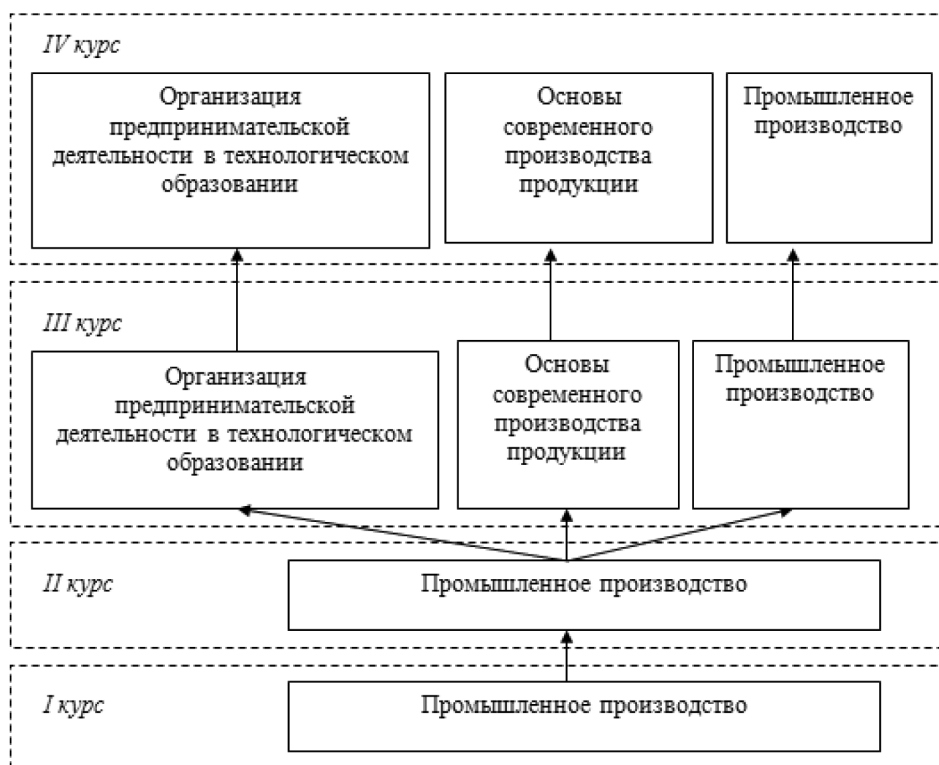 IV курс
Организация
предпринимательской
деятельности в технологическом
образовании
Основы
современного
производства
продукции
Промышленное
производство
III курс
Организация
предпринимательской
деятельности в технологическом
образовании
Основы
современного
производства
продукции
Промышленное
производство
II курс
Промышленное производство
I курс
Промышленное производство